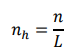 n_h = n/L